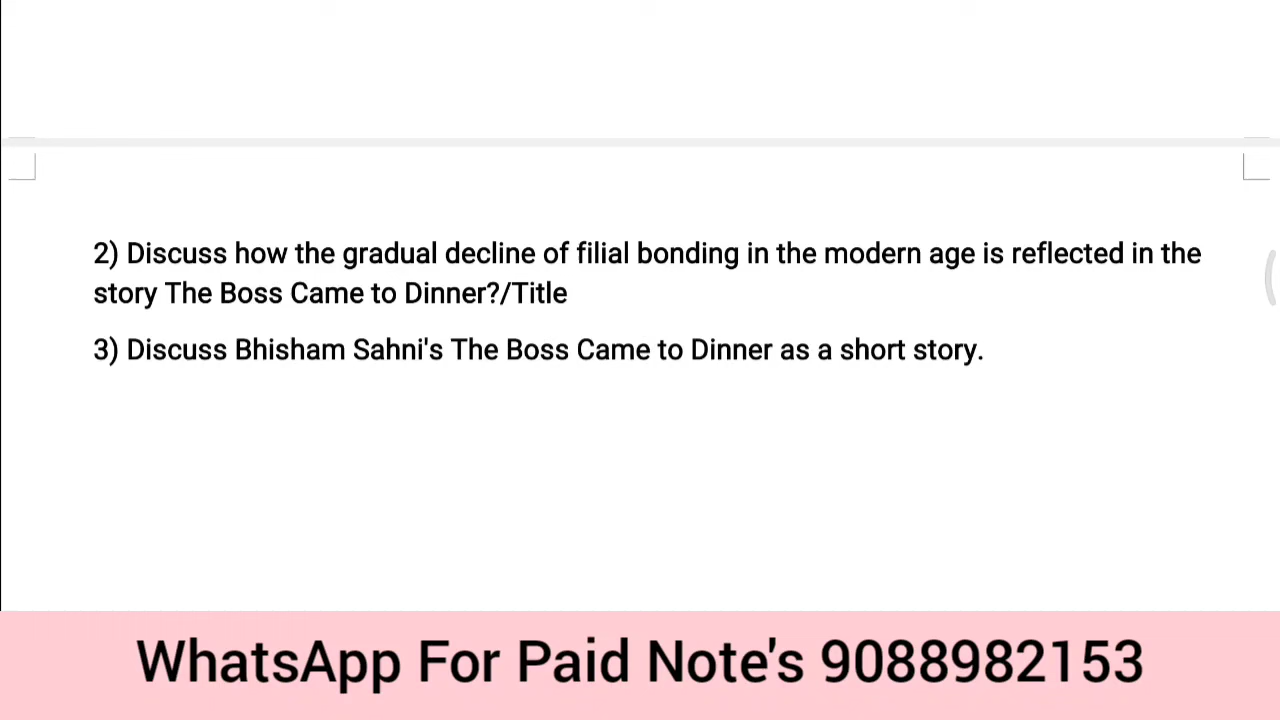 2) Discuss how the gradual decline of filial bonding in the modern age is reflected in the
story The Boss Came to Dinner?/Title
3) Discuss Bhisham Sahni's The Boss Came to Dinner as a short story.
WhatsApp For Paid Note's 9088982153